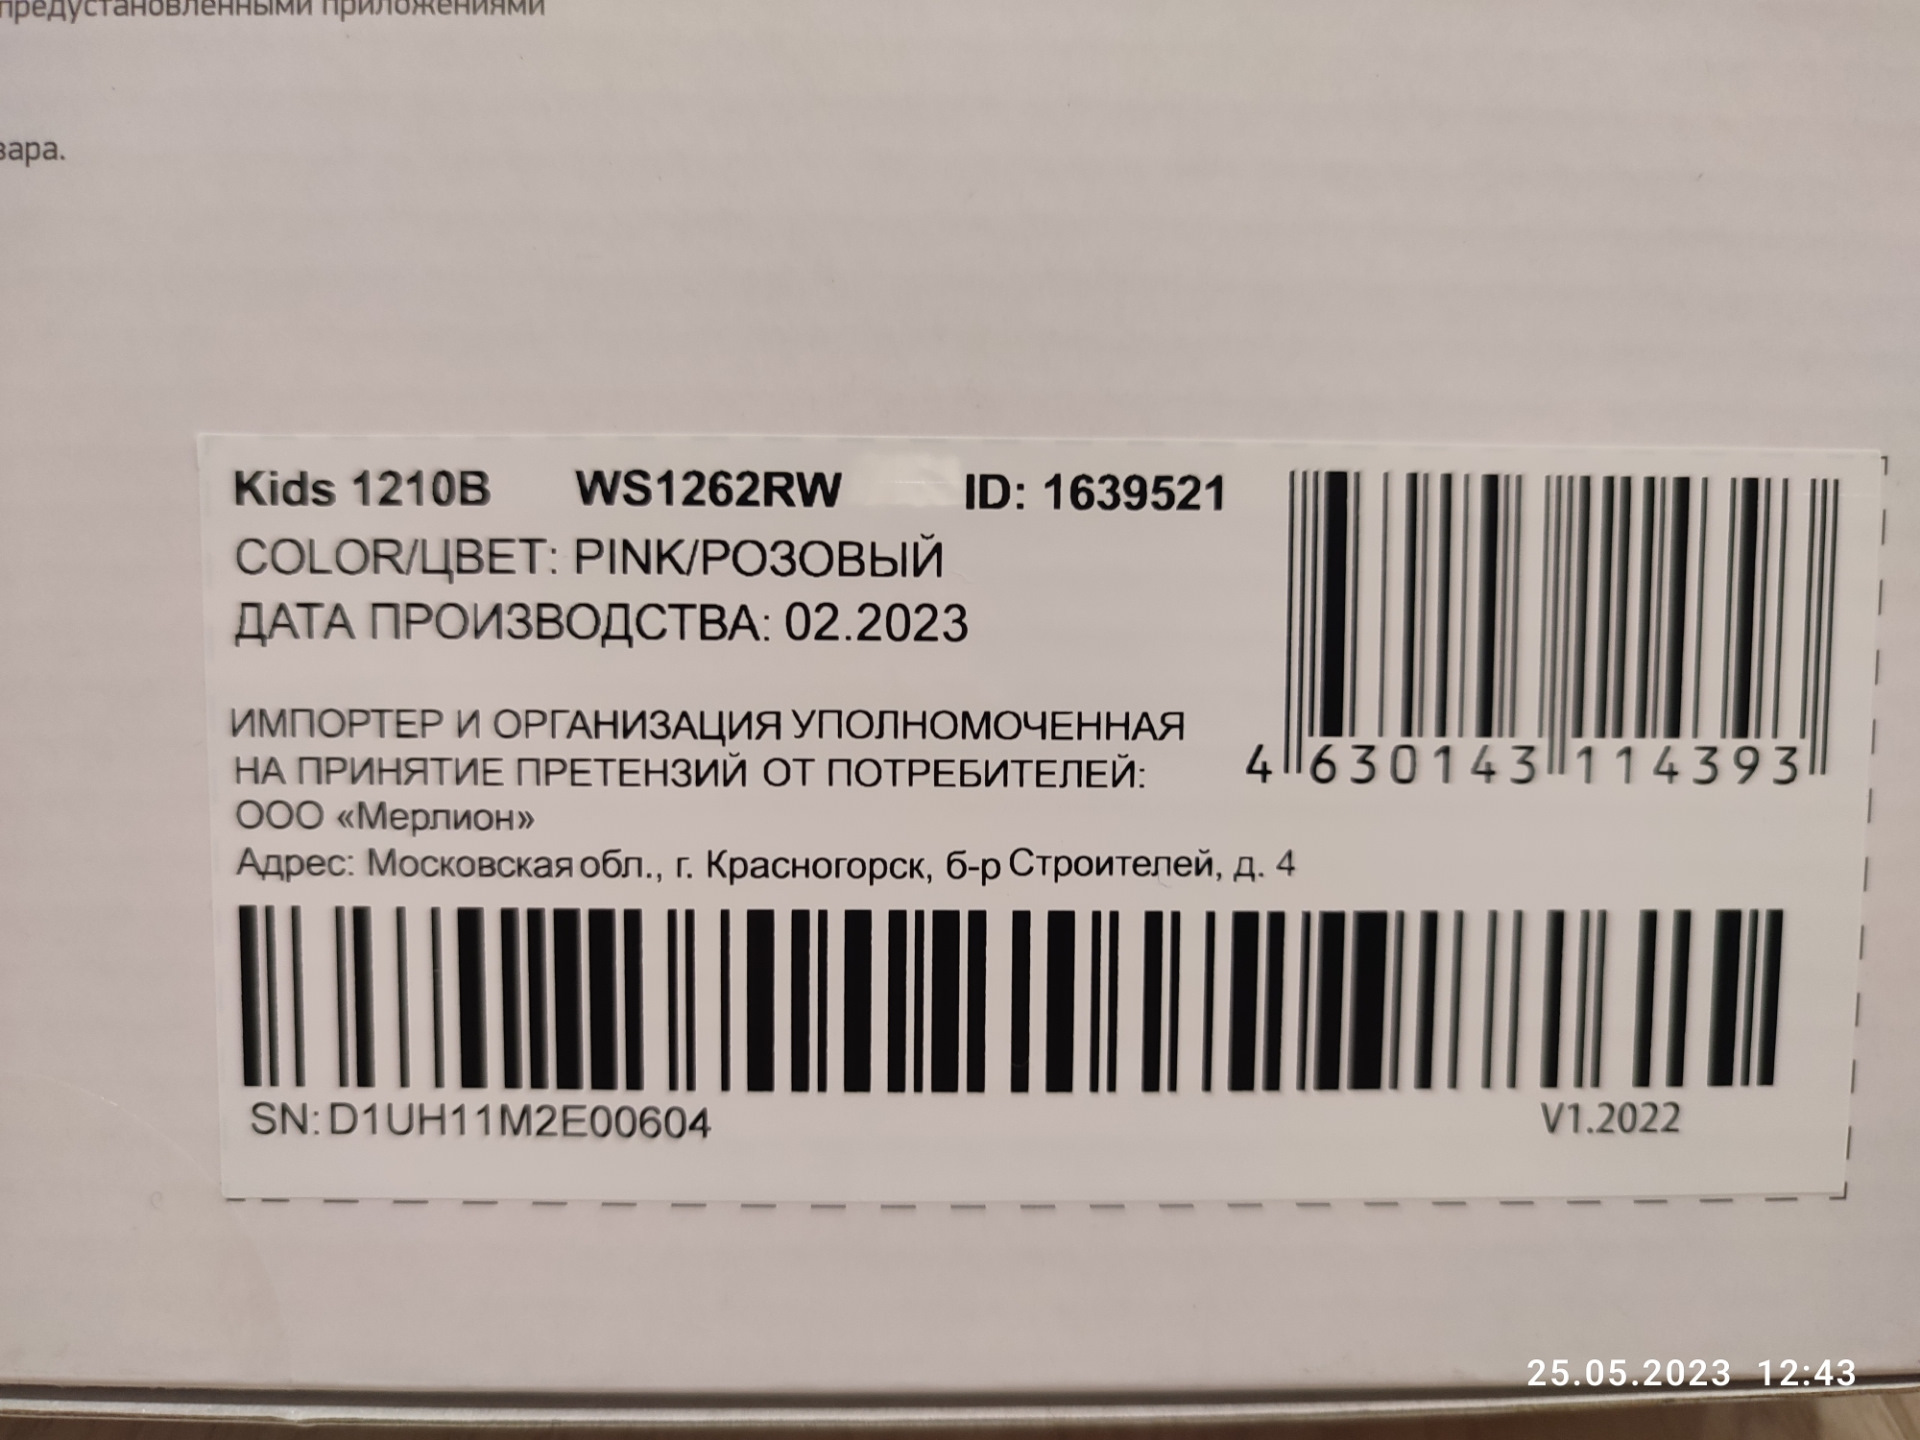 предустановленными приложениями
вара.
Kids 1210B WS1262RW ID: 1639521
COLOR/ЦВЕТ: PINK/РОЗОВЫЙ
ДАТА ПРОИЗВОДСТВА: 02.2023
ИМПОРТЕР И ОРГАНИЗАЦИЯ УПОЛНОМОЧЕННАЯ
НА ПРИНЯТИЕ ПРЕТЕНЗИЙ ОТ ПОТРЕБИТЕЛЕЙ:
4 630143 114393
ООО «Мерлион»
Адрес: Московская обл., г. Красногорск, б-р Строителей, д. 4
SN: D1UH11M2E00604
V1.2022
25.05.2023 12:43